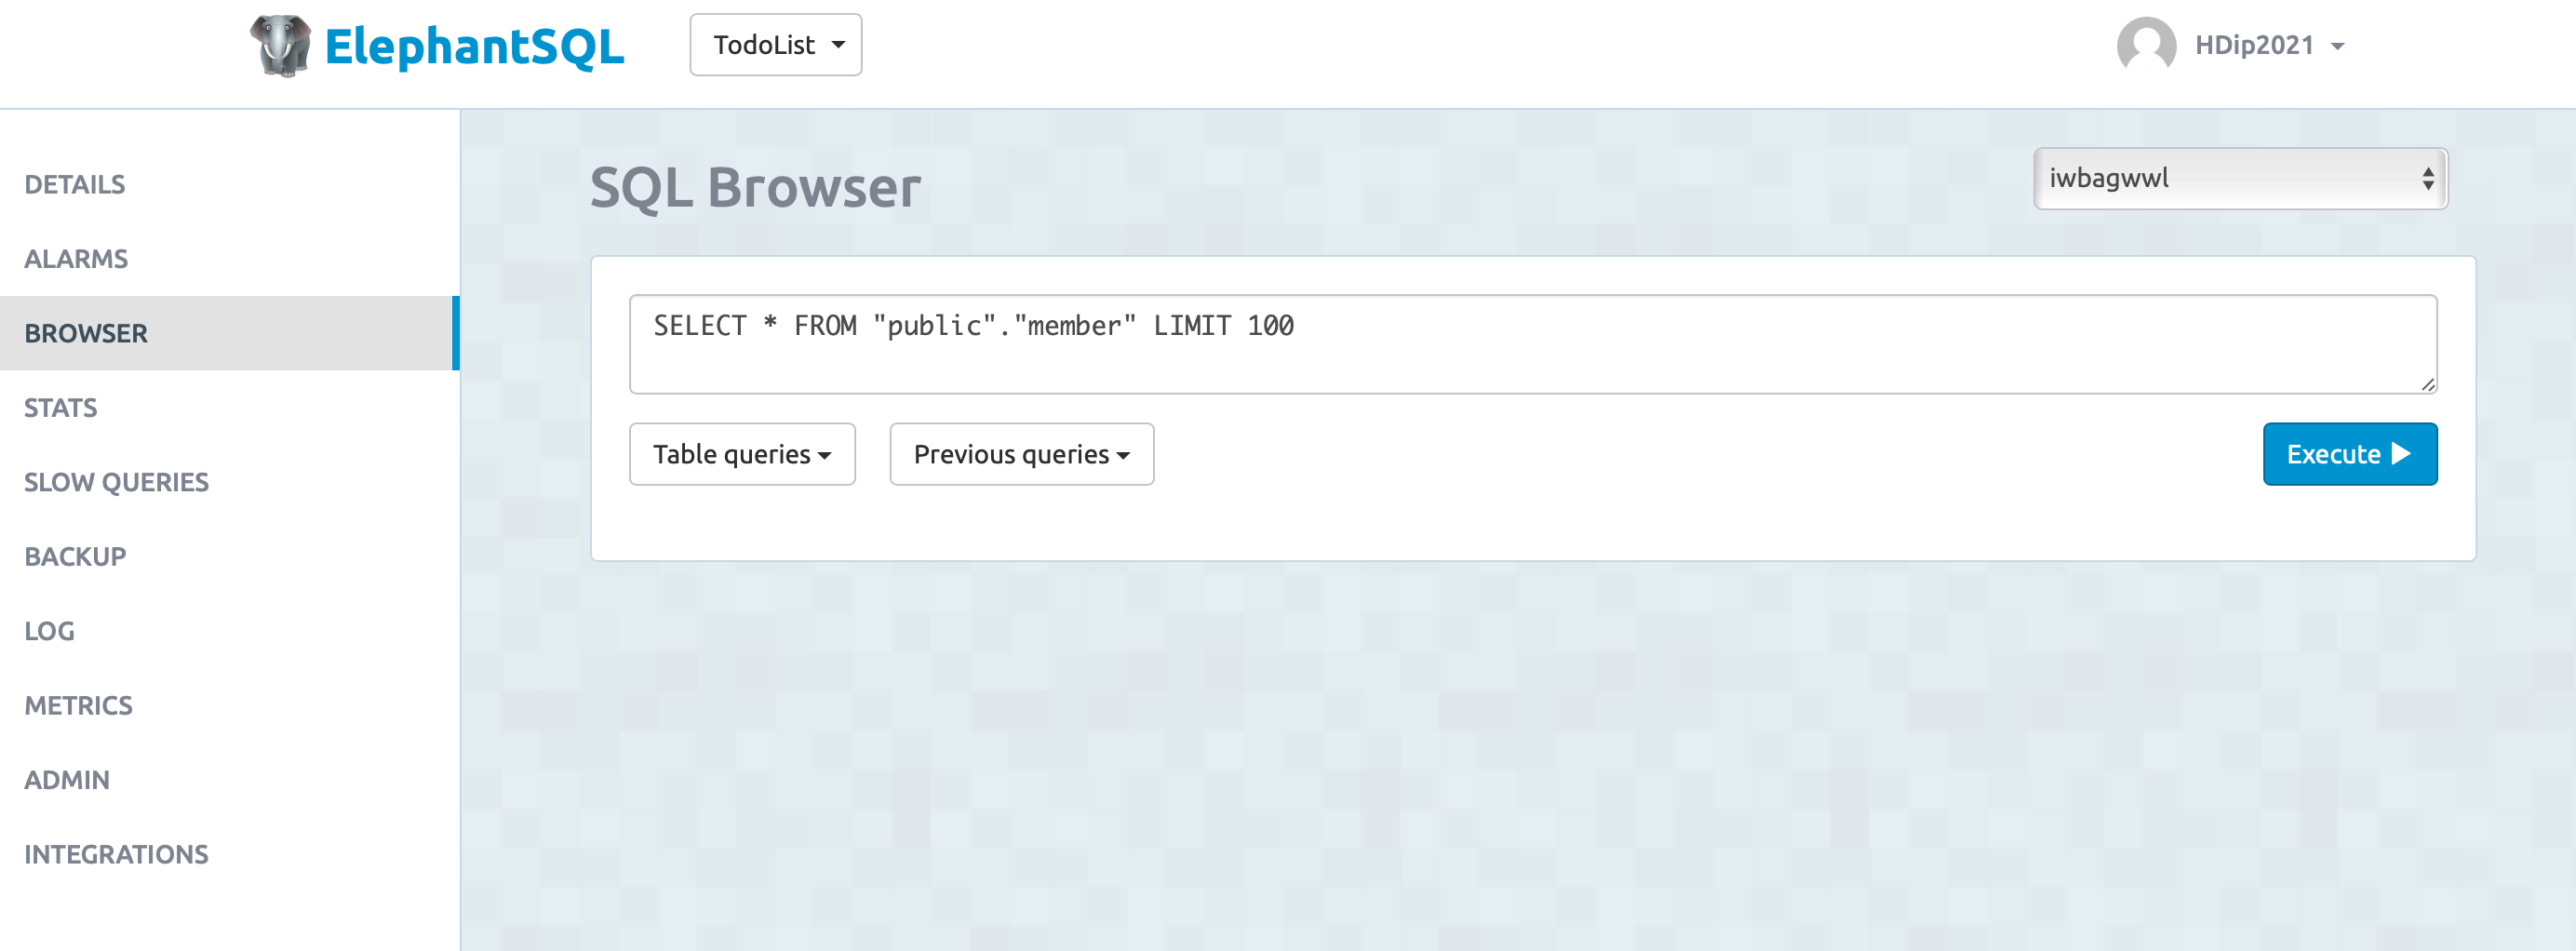 ElephantSQL
TodoList
HDip2021
DETAILS
ALARMS
BROWSER
STATS
SLOW QUERIES
BACKUP
LOG
METRICS
ADMIN
INTEGRATIONS
SQL Browser
iwbagwwl
SELECT * FROM "public"."member" LIMIT 100
Table queries
Previous queries
Execute